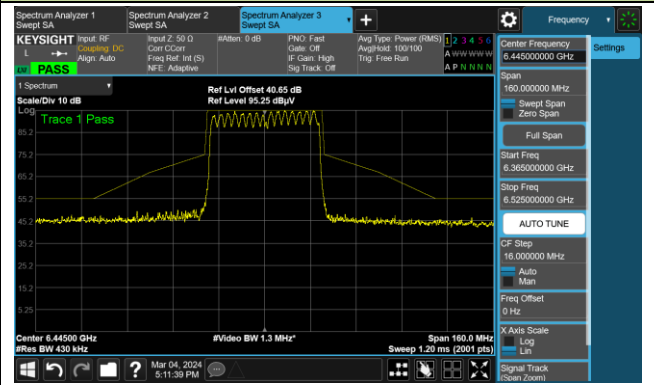 Spectrum Analyzer 1
Swept SA
Spectrum Analyzer 2
Swept SA
Spectrum Analyzer 3
Swept SA
Frequency
KEYSIGHT
L
LXI
PASS
Input: RF
Coupling: DC
Align: Auto
Input Z: 50 Ω
Corr CCorr
Freq Ref: Int (S)
NFE: Adaptive
#Atten: 0 dB
PNO: Fast
Gate: Off
IF Gain: High
Sig Track: Off
Avg Type: Power (RMS)
Avg|Hold: 100/100
Trig: Free Run
1 2 3 4 5 6
A W W W W W
A P N N N N
1 Spectrum
Scale/Div 10 dB
Log
Ref Lvl Offset 40.65 dB
Ref Level 95.25 dBµV
Trace 1 Pass
85.2
75.2
65.2
55.2
45.2
35.2
25.2
15.2
5.25
Center 6.44500 GHz
#Res BW 430 kHz
#Video BW 1.3 MHz*
Span 160.0 MHz
Sweep 1.20 ms (2001 pts)
Center Frequency
6.445000000 GHz
Settings
Span
160.000000 MHz
Swept Span
Zero Span
Full Span
Start Freq
6.365000000 GHz
Stop Freq
6.525000000 GHz
AUTO TUNE
CF Step
16.000000 MHz
Auto
Man
Freq Offset
0 Hz
X Axis Scale
Log
Lin
Signal Track
(Span Zoom)
?
Mar 04, 2024
5:11:39 PM